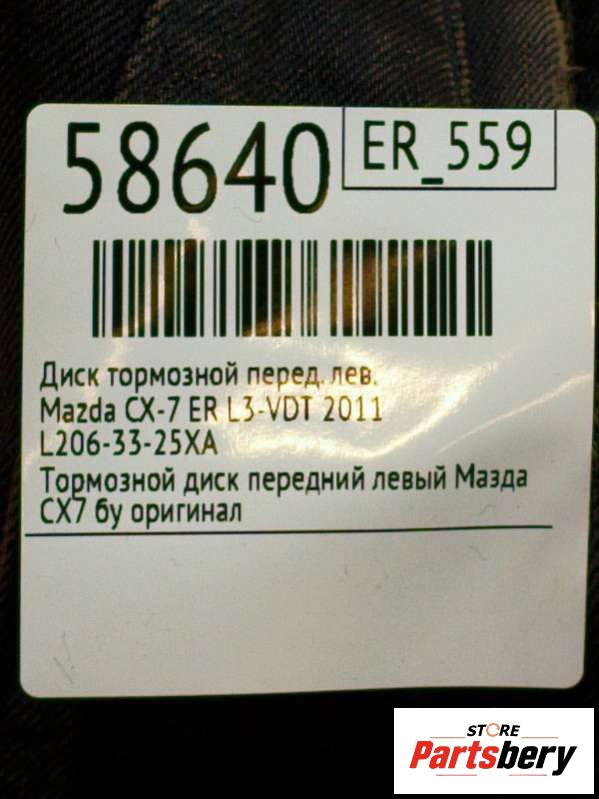 58640
ER_559
Диск тормозной перед. лев.
Mazda CX-7 ER L3-VDT 2011
L206-33-25XA
Тормозной диск передний левый Мазда
CX7 бу оригинал
STORE
Partsbery